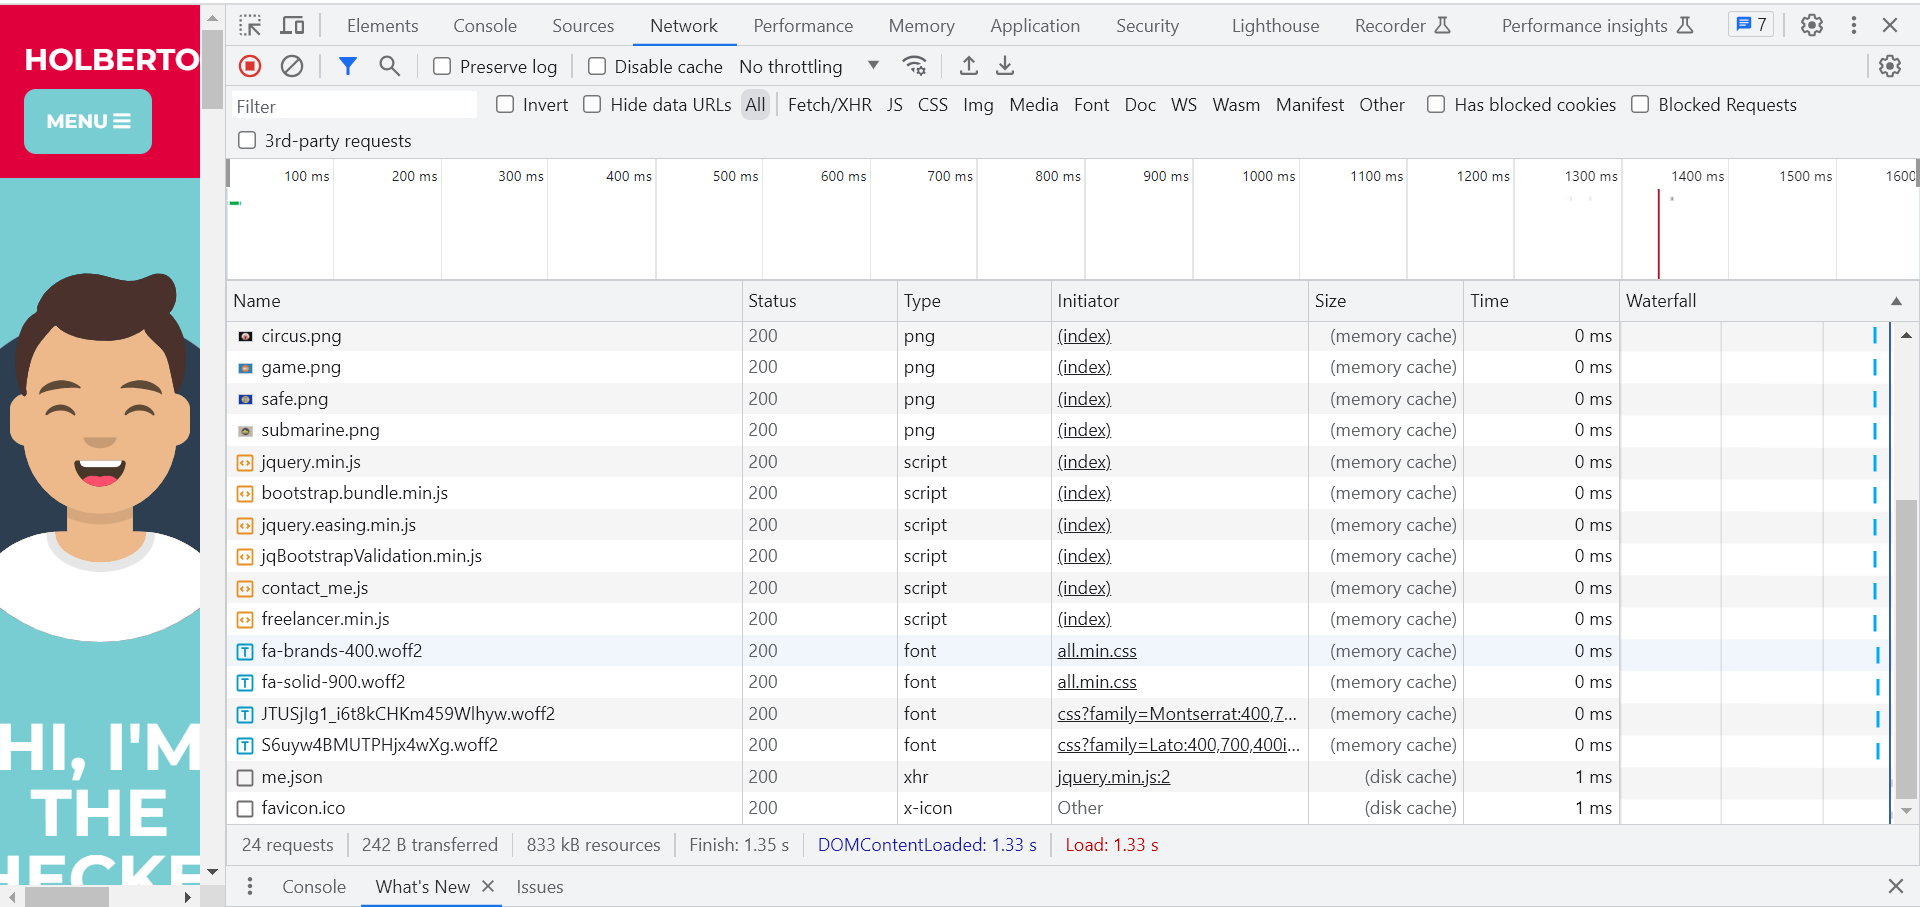 HOLBERTO
MENU
HI, I'M
THE
HECKE
Elements Console Sources Network Performance Memory Application Security Lighthouse Recorder Performance insights 7
Preserve log Disable cache No throttling
Filter Invert Hide data URLs All Fetch/XHR JS CSS Img Media Font Doc WS Wasm Manifest Other Has blocked cookies Blocked Requests
3rd-party requests
100 ms 200 ms 300 ms 400 ms 500 ms 600 ms 700 ms 800 ms 900 ms 1000 ms 1100 ms 1200 ms 1300 ms 1400 ms 1500 ms 1600
Name Status Type Initiator Size Time Waterfall
circus.png 200 png (index) (memory cache) 0 ms
game.png 200 png (index) (memory cache) 0 ms
safe.png 200 png (index) (memory cache) 0 ms
submarine.png 200 png (index) (memory cache) 0 ms
jquery.min.js 200 script (index) (memory cache) 0 ms
bootstrap.bundle.min.js 200 script (index) (memory cache) 0 ms
jquery.easing.min.js 200 script (index) (memory cache) 0 ms
jqBootstrapValidation.min.js 200 script (index) (memory cache) 0 ms
contact_me.js 200 script (index) (memory cache) 0 ms
freelancer.min.js 200 script (index) (memory cache) 0 ms
fa-brands-400.woff2 200 font all.min.css (memory cache) 0 ms
fa-solid-900.woff2 200 font all.min.css (memory cache) 0 ms
JTUSjIg1_i6t8kCHKm459Wlhyw.woff2 200 font css?family=Montserrat:400,7... (memory cache) 0 ms
S6uyw4BMUTPHjx4wXg.woff2 200 font css?family=Lato:400,700,400i... (memory cache) 0 ms
me.json 200 xhr jquery.min.js:2 (disk cache) 1 ms
favicon.ico 200 x-icon Other (disk cache) 1 ms
24 requests 242 B transferred 833 kB resources Finish: 1.35 s DOMContentLoaded: 1.33 s Load: 1.33 s
Console What's New Issues